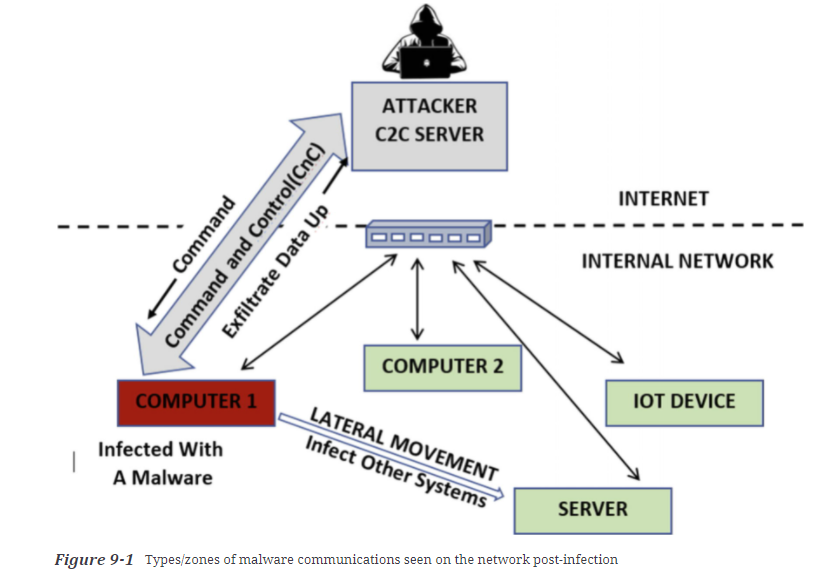 ATTACKER
C2C SERVER
INTERNET
INTERNAL NETWORK
Command
Command and Control(CnC)
Exfiltrate Data Up
COMPUTER 1
COMPUTER 2
IOT DEVICE
Infected With
A Malware
LATERAL MOVEMENT
Infect Other Systems
SERVER
Figure 9-1 Types/zones of malware communications seen on the network post-infection